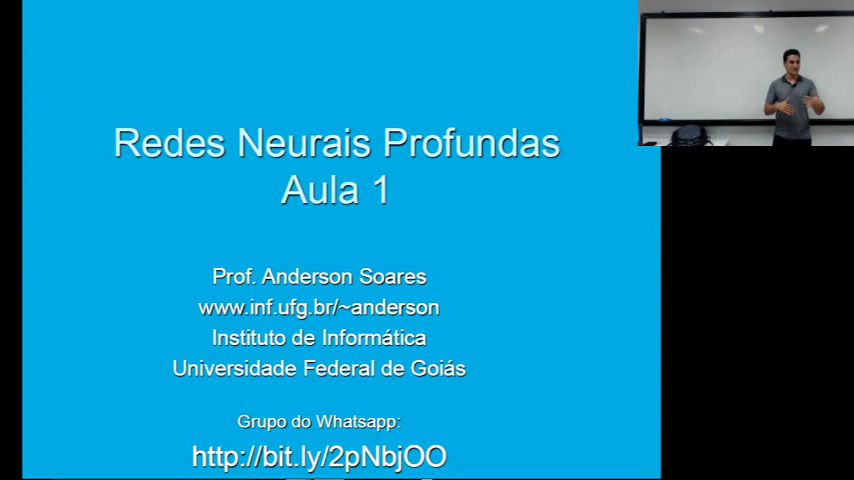 Redes Neurais Profundas
Aula 1
Prof. Anderson Soares
www.inf.ufg.br/~anderson
Instituto de Informática
Universidade Federal de Goiás
Grupo do Whatsapp:
http://bit.ly/2pNbjOO